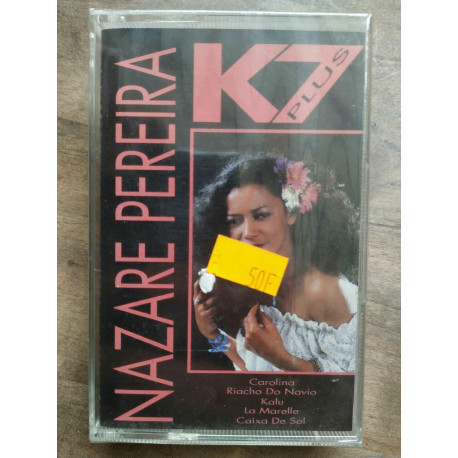 NAZARE PEREIRA
K7
PLUS
50F
Carolina
Riacho Do Navio
Kalu
La Marelle
Caixa De Sol